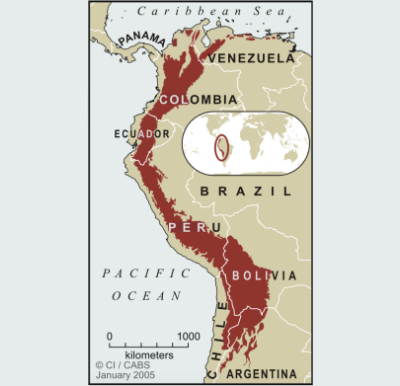 Caribbean Sea
PANAMA
VENEZUELA
COLOMBIA
ECUADOR
BRAZIL
PERU
PACIFIC
OCEAN
BOLIVIA
CHILE
0 1000
kilometers
© CI / CABS
January 2005
ARGENTINA